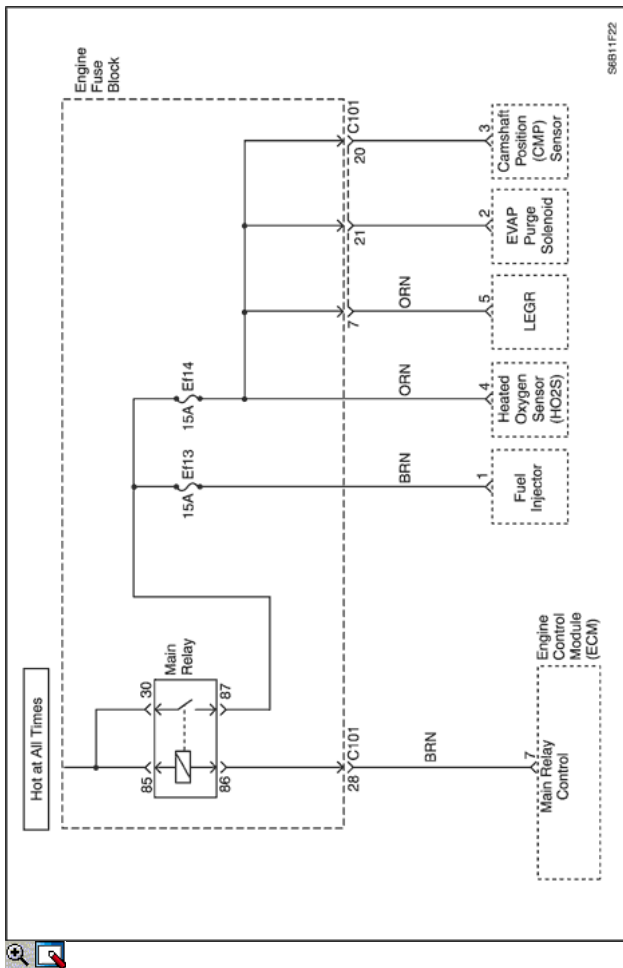 Hot at All Times
Engine
Fuse
Block
Main
Relay
85
30
86
87
15A
Ef13
15A
Ef14
28
C101
7
21
20
C101
BRN
BRN
ORN
ORN
7
Main Relay
Control
Engine
Control
Module
(ECM)
1
Fuel
Injector
4
Heated
Oxygen
Sensor
(HO2S)
5
LEGR
2
EVAP
Purge
Solenoid
3
Camshaft
Position
(CMP)
Sensor
S6B11F22